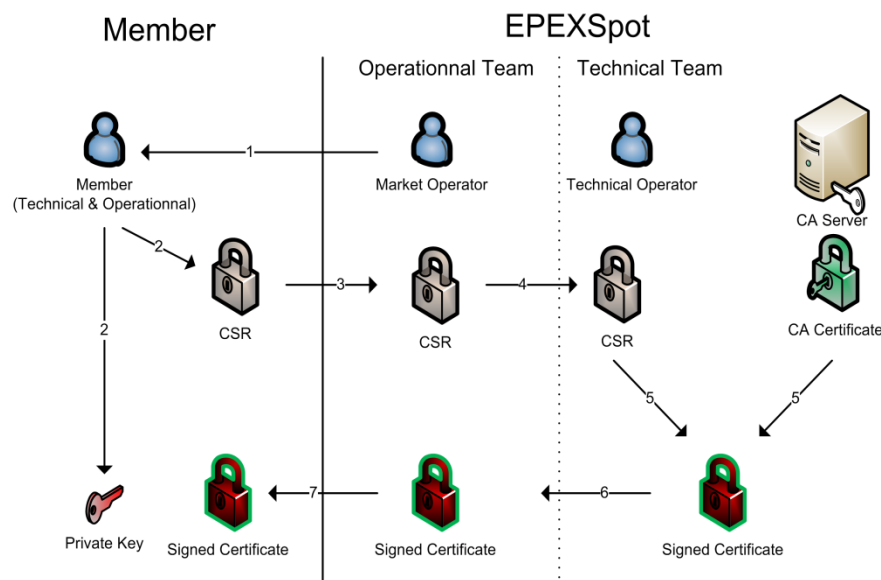 Member
EPEXSpot
Operationnal Team
Technical Team
1
Member
(Technical & Operationnal)
Market Operator
Technical Operator
CA Server
2
3
4
CSR
CSR
CSR
CA Certificate
2
5
5
7
6
Private Key
Signed Certificate
Signed Certificate
Signed Certificate